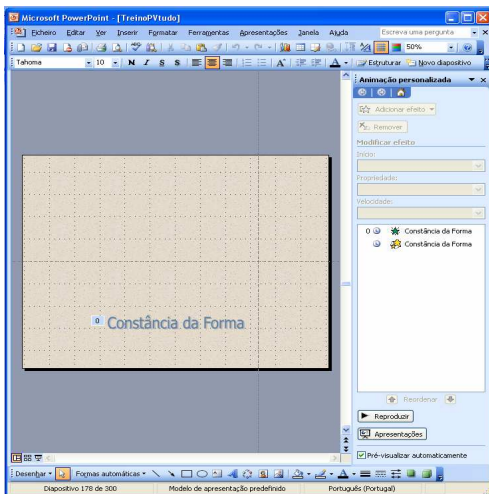 Microsoft PowerPoint - [TreinoPVtudo]
Ficheiro Editar Ver Inserir Formatar Ferramentas Apresentações Janela Ajuda Escreva uma pergunta
50%
Tahoma 10 N I S S A A Estruturar Novo diapositivo
Animação personalizada
Adicionar efeito
Remover
Modificar efeito
Início:
Propriedade:
Velocidade:
0 Constância da Forma
Constância da Forma
0 Constância da Forma
Reordenar
Reproduzir
Apresentações
Pré-visualizar automaticamente
Desenhar Formas automáticas A
Diapositivo 178 de 300 Modelo de apresentação predefinido Português (Portugal)